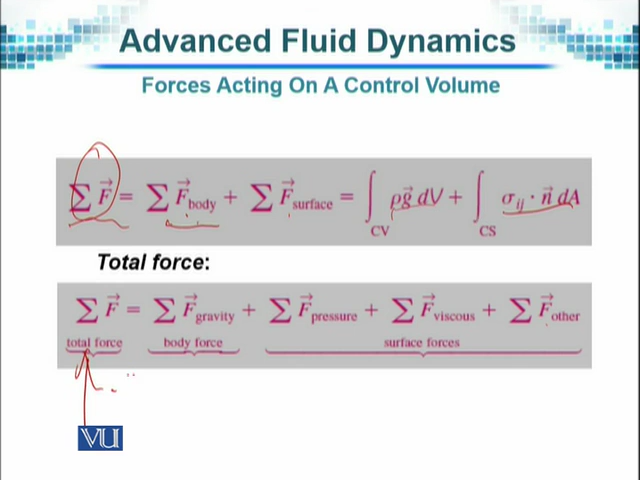 Advanced Fluid Dynamics
Forces Acting On A Control Volume
∑ F⃗ = ∑ F⃗body + ∑ F⃗surface = ∫CV ρg⃗ dV + ∫CS σij · n⃗ dA
Total force:
∑ F⃗ = ∑ F⃗gravity + ∑ F⃗pressure + ∑ F⃗viscous + ∑ F⃗other
total force body force surface forces
VU